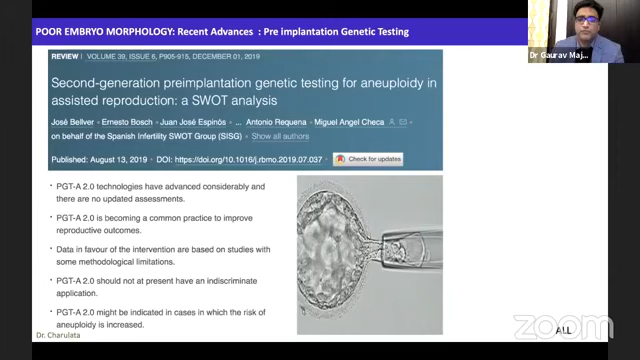 POOR EMBRYO MORPHOLOGY: Recent Advances : Pre implantation Genetic Testing
Dr Gaurav Maj...
REVIEW | VOLUME 39, ISSUE 6, P905-915, DECEMBER 01, 2019
Second-generation preimplantation genetic testing for aneuploidy in
assisted reproduction: a SWOT analysis
José Bellver • Ernesto Bosch • Juan José Espinós • ... Antonio Requena • Miguel Angel Checa
on behalf of the Spanish Infertility SWOT Group (SISG) • Show all authors
Published: August 13, 2019 • DOI: https://doi.org/10.1016/j.rbmo.2019.07.037 • Check for updates
• PGT-A 2.0 technologies have advanced considerably and
there are no updated assessments.
• PGT-A 2.0 is becoming a common practice to improve
reproductive outcomes.
• Data in favour of the intervention are based on studies with
some methodological limitations.
• PGT-A 2.0 should not at present have an indiscriminate
application.
• PGT-A 2.0 might be indicated in cases in which the risk of
aneuploidy is increased.
Dr. Charulata
zoom
ALL